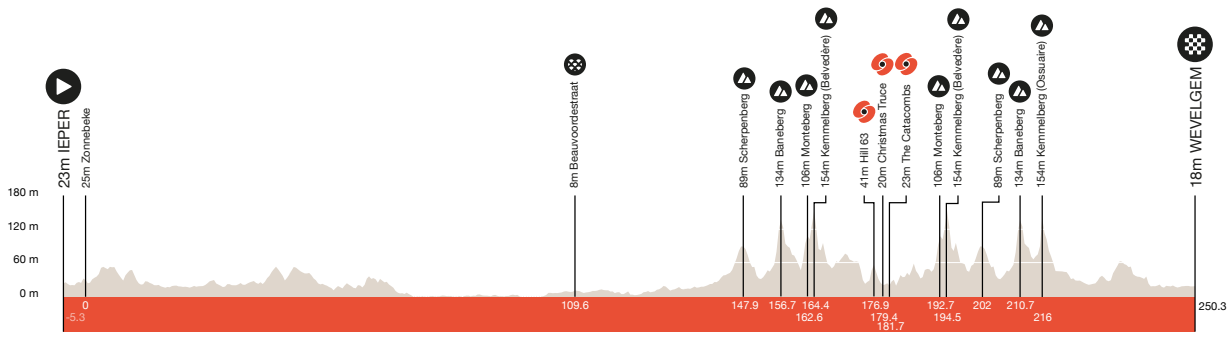 23m IEPER
25m Zonnebeke
8m Beauvoordestraat
89m Scherpenberg
134m Baneberg
106m Monteberg
154m Kemmelberg (Belvedère)
41m Hill 63
20m Christmas Truce
23m The Catacombs
106m Monteberg
154m Kemmelberg (Belvedère)
89m Scherpenberg
134m Baneberg
154m Kemmelberg (Ossuaire)
18m WEVELGEM
180 m
120 m
60 m
0 m
-5.3
0
109.6
147.9
156.7
162.6
164.4
176.9
179.4
181.7
192.7
194.5
202
210.7
216
250.3